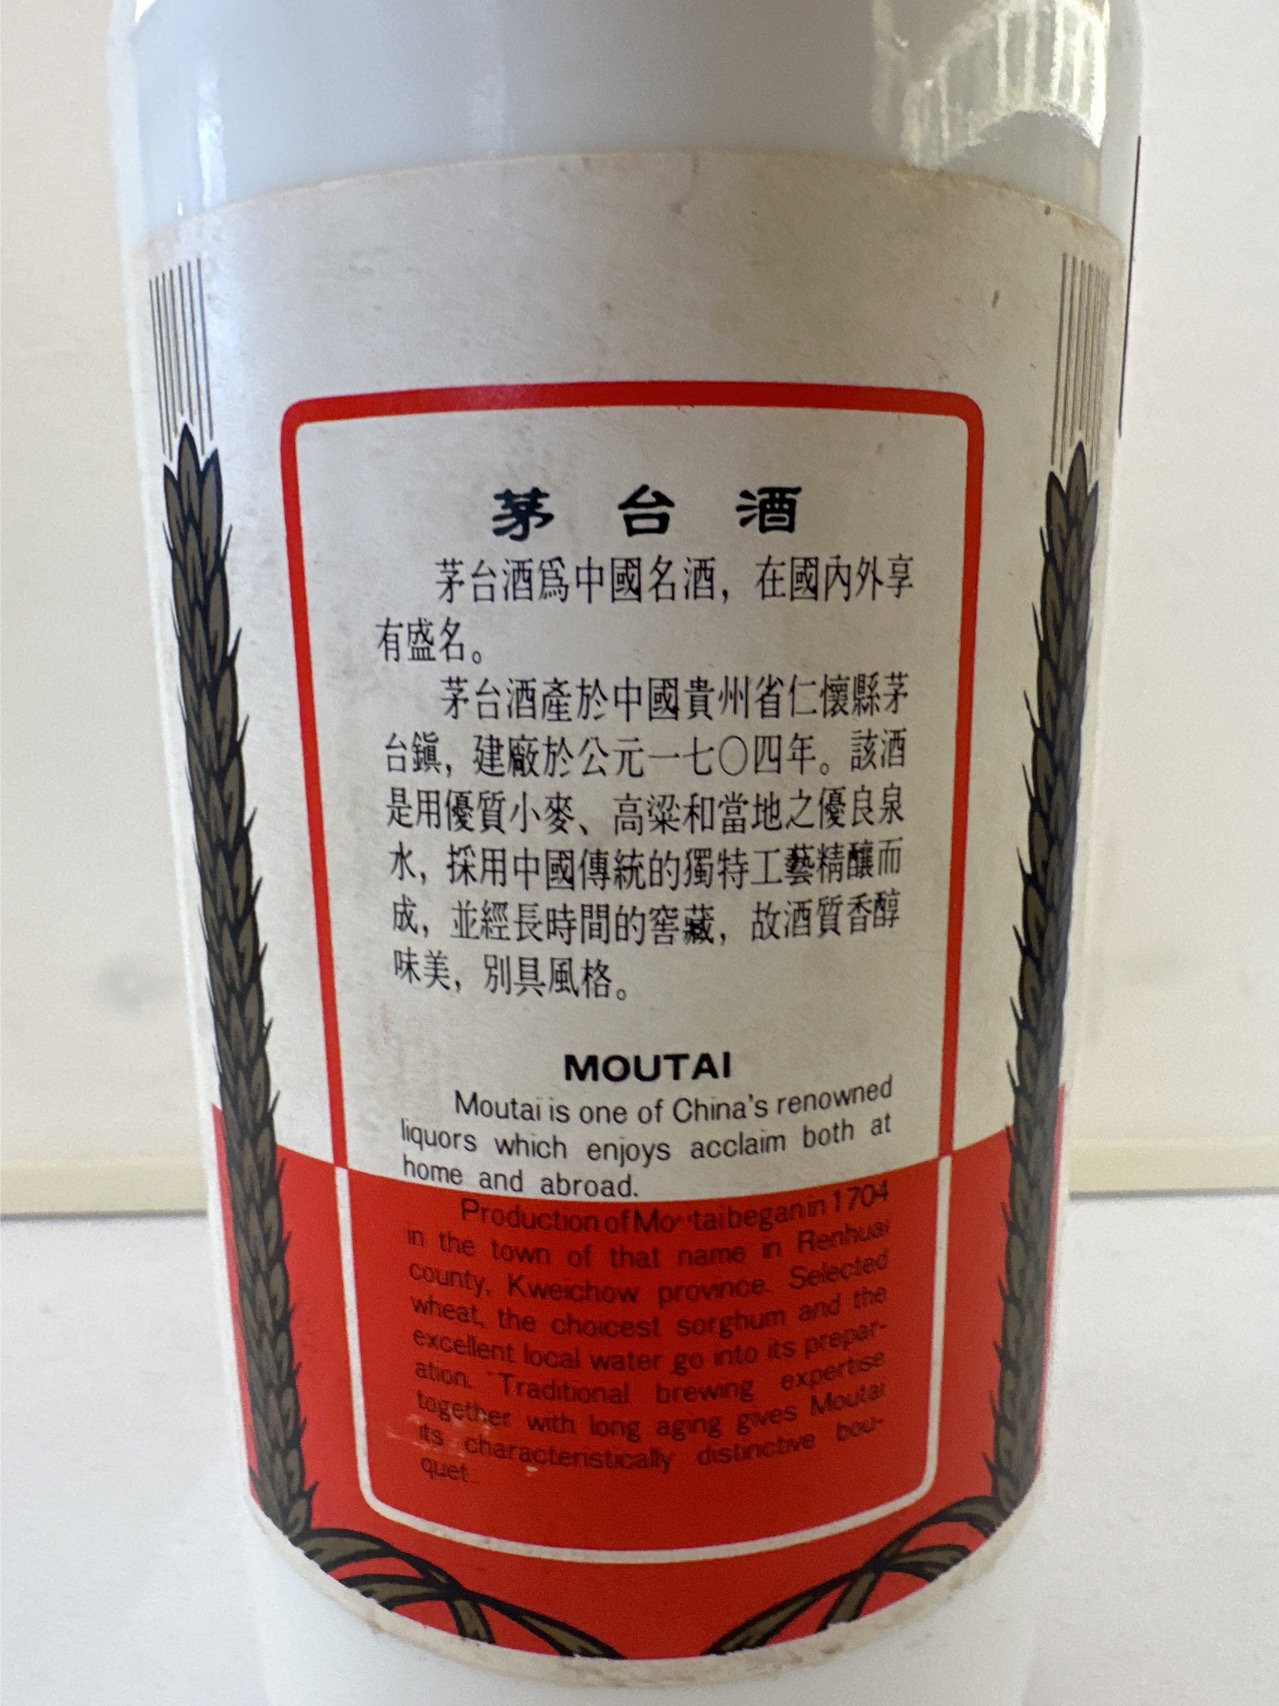 茅台酒
茅台酒爲中國名酒，在國內外享
有盛名。
茅台酒產於中國貴州省仁懷縣茅
台鎭，建廠於公元一七〇四年。該酒
是用優質小麥、高粱和當地之優良泉
水，採用中國傳統的獨特工藝精釀而
成，並經長時間的窖藏，故酒質香醇
味美，別具風格。
MOUTAI
Moutai is one of China's renowned
liquors which enjoys acclaim both at
home and abroad.
Production of Moutai began in 1704
in the town of that name in Renhuai
county, Kweichow province. Selected
wheat, the choicest sorghum and the
excellent local water go into its prepar-
ation. Traditional brewing expertise
together with long aging gives Moutai
its characteristically distinctive bou-
quet.